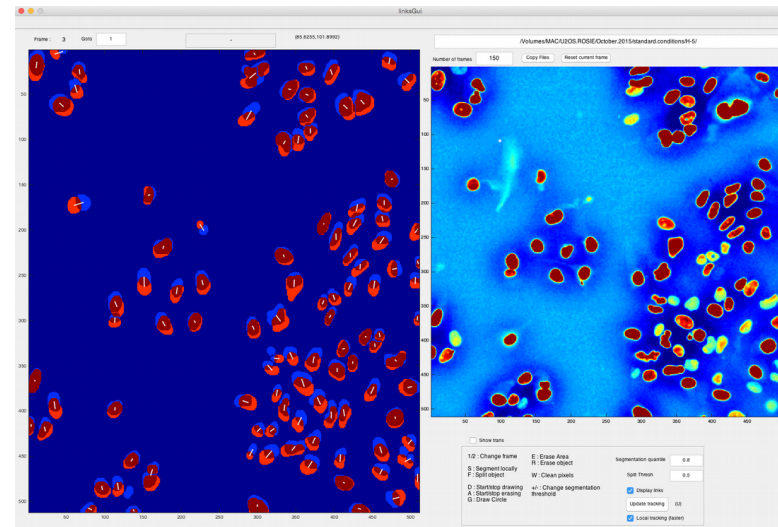 linksGui
Frame : 3 Goto 1 - (85.8255,101.8992)
/Volumes/MAC/U2OS.ROSIE/October.2015/standard.conditions/H-5/
Number of frames 150 Copy Files Reset current frame
50
100
150
200
250
300
350
400
450
500
50 100 150 200 250 300 350 400 450 500
50
100
150
200
250
300
350
400
450
500
50 100 150 200 250 300 350 400 450
Show trans
1/2 : Change frame
S : Segment locally
F : Split object
D : Start/stop drawing
A : Start/stop erasing
G : Draw Circle
E : Erase Area
R : Erase object
W : Clean pixels
+/- : Change segmentation
threshold
Segmentation quantile 0.8
Split Thresh 0.5
Display links
Update tracking (U)
Local tracking (faster)